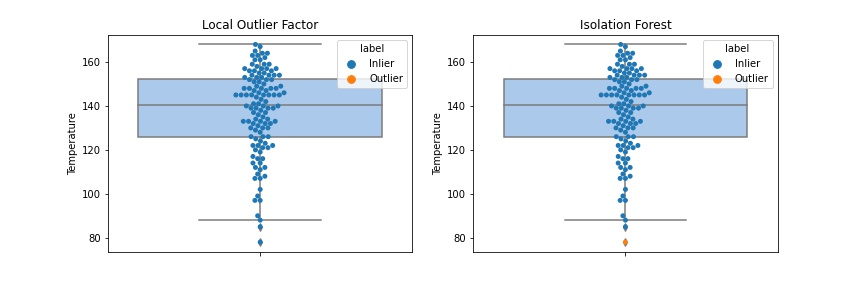 Local Outlier Factor
Temperature
160
140
120
100
80
label
Inlier
Outlier
Isolation Forest
Temperature
160
140
120
100
80
label
Inlier
Outlier